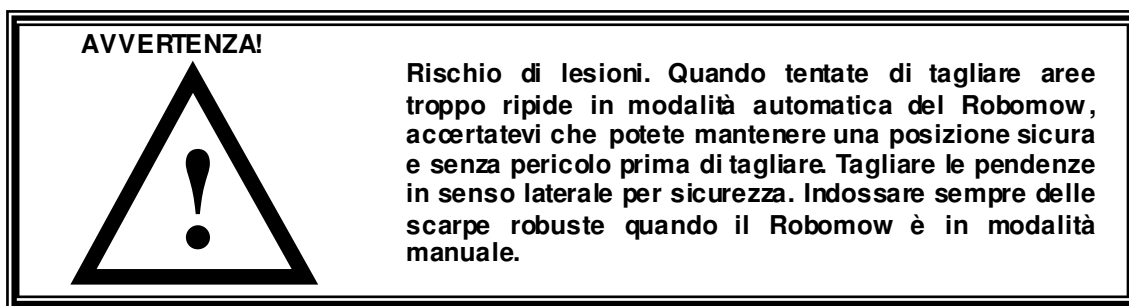 AVVERTENZA!
!
Rischio di lesioni. Quando tentate di tagliare aree
troppo ripide in modalità automatica del Robomow,
accertatevi che potete mantenere una posizione sicura
e senza pericolo prima di tagliare. Tagliare le pendenze
in senso laterale per sicurezza. Indossare sempre delle
scarpe robuste quando il Robomow è in modalità
manuale.